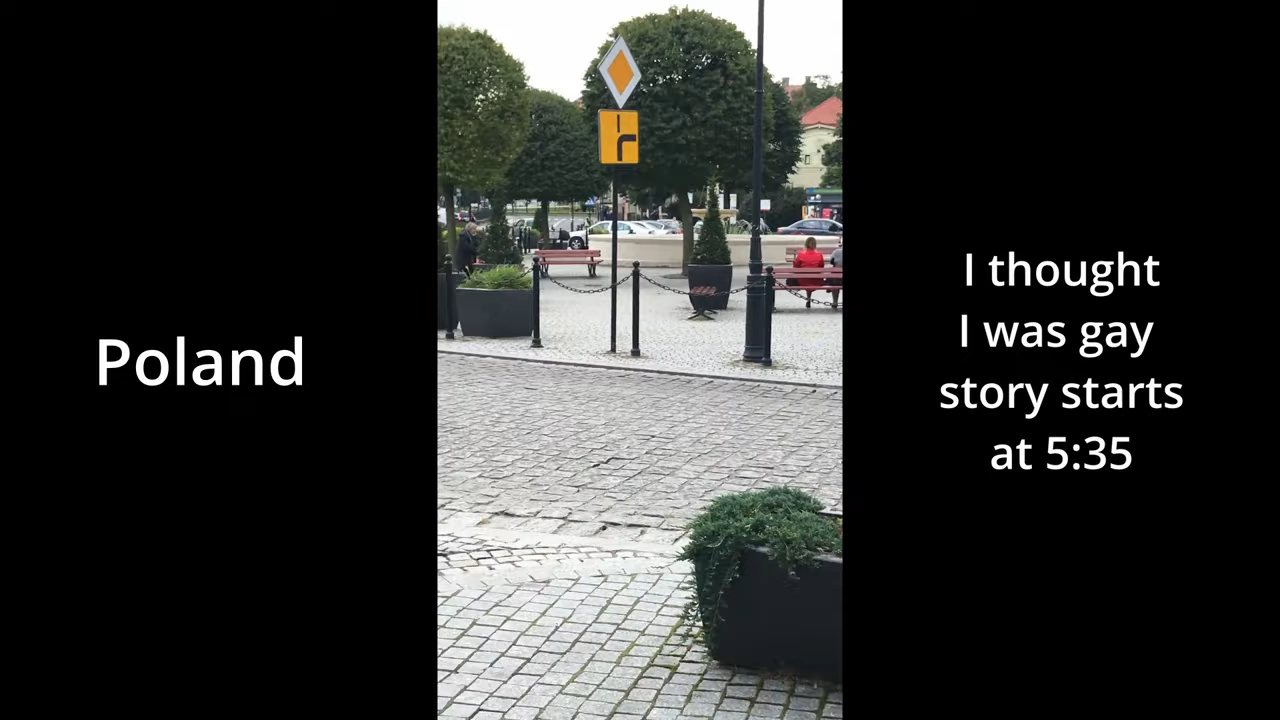 Poland
I thought
I was gay
story starts
at 5:35